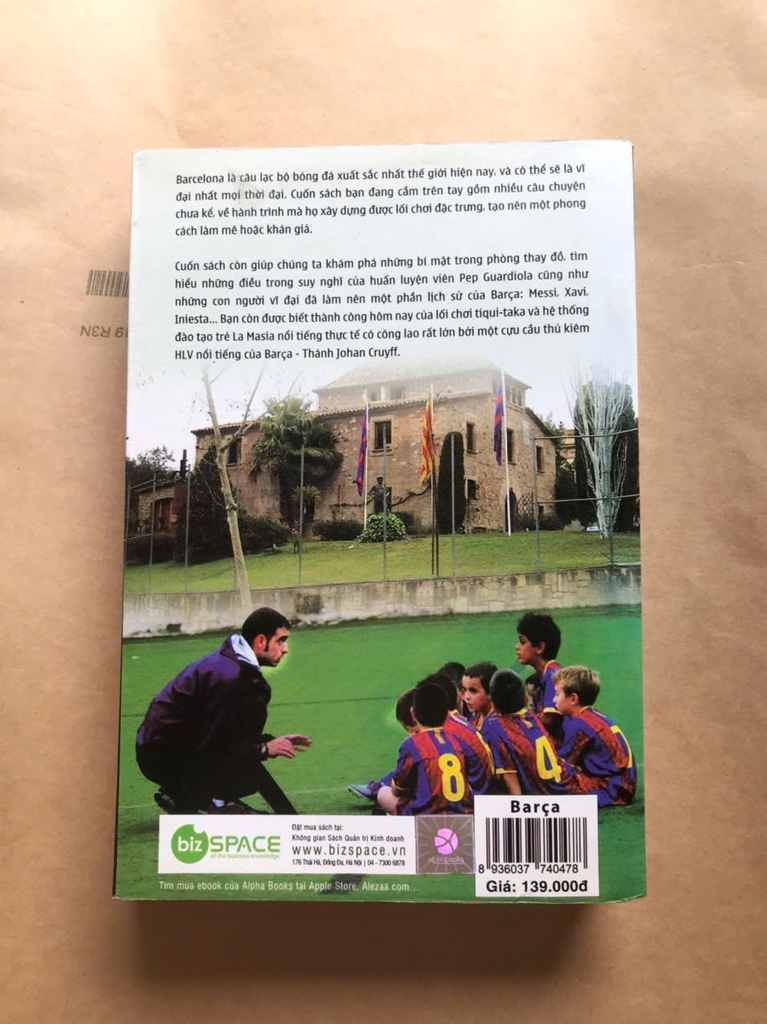 Barcelona là câu lạc bộ bóng đá xuất sắc nhất thế giới hiện nay, và có thể sẽ là vĩ
đại nhất mọi thời đại. Cuốn sách bạn đang cầm trên tay gồm nhiều câu chuyện
chưa kể, về hành trình mà họ xây dựng được lối chơi đặc trưng, tạo nên một phong
cách làm mê hoặc khán giả.
Cuốn sách còn giúp chúng ta khám phá những bí mật trong phòng thay đồ, tìm
hiểu những điều trong suy nghĩ của huấn luyện viên Pep Guardiola cũng như
những con người vĩ đại đã làm nên một phần lịch sử của Barça: Messi, Xavi,
Iniesta... Bạn còn được biết thành công hôm nay của lối chơi tiqui-taka và hệ thống
đào tạo trẻ La Masia nổi tiếng thực tế có công lao rất lớn bởi một cựu cầu thủ kiêm
HLV nổi tiếng của Barça - Thánh Johan Cruyff.
8
4
biz SPACE
all the business knowledge
Đặt mua sách tại:
Không gian Sách Quản trị Kinh doanh
www.bizspace.vn
176 Thái Hà, Đống Đa, Hà Nội | 04 - 7300 6878
alphabooks
Barça
8 936037 740478
Giá: 139.000đ
Tìm mua ebook của Alpha Books tại Apple Store, Alezaa...